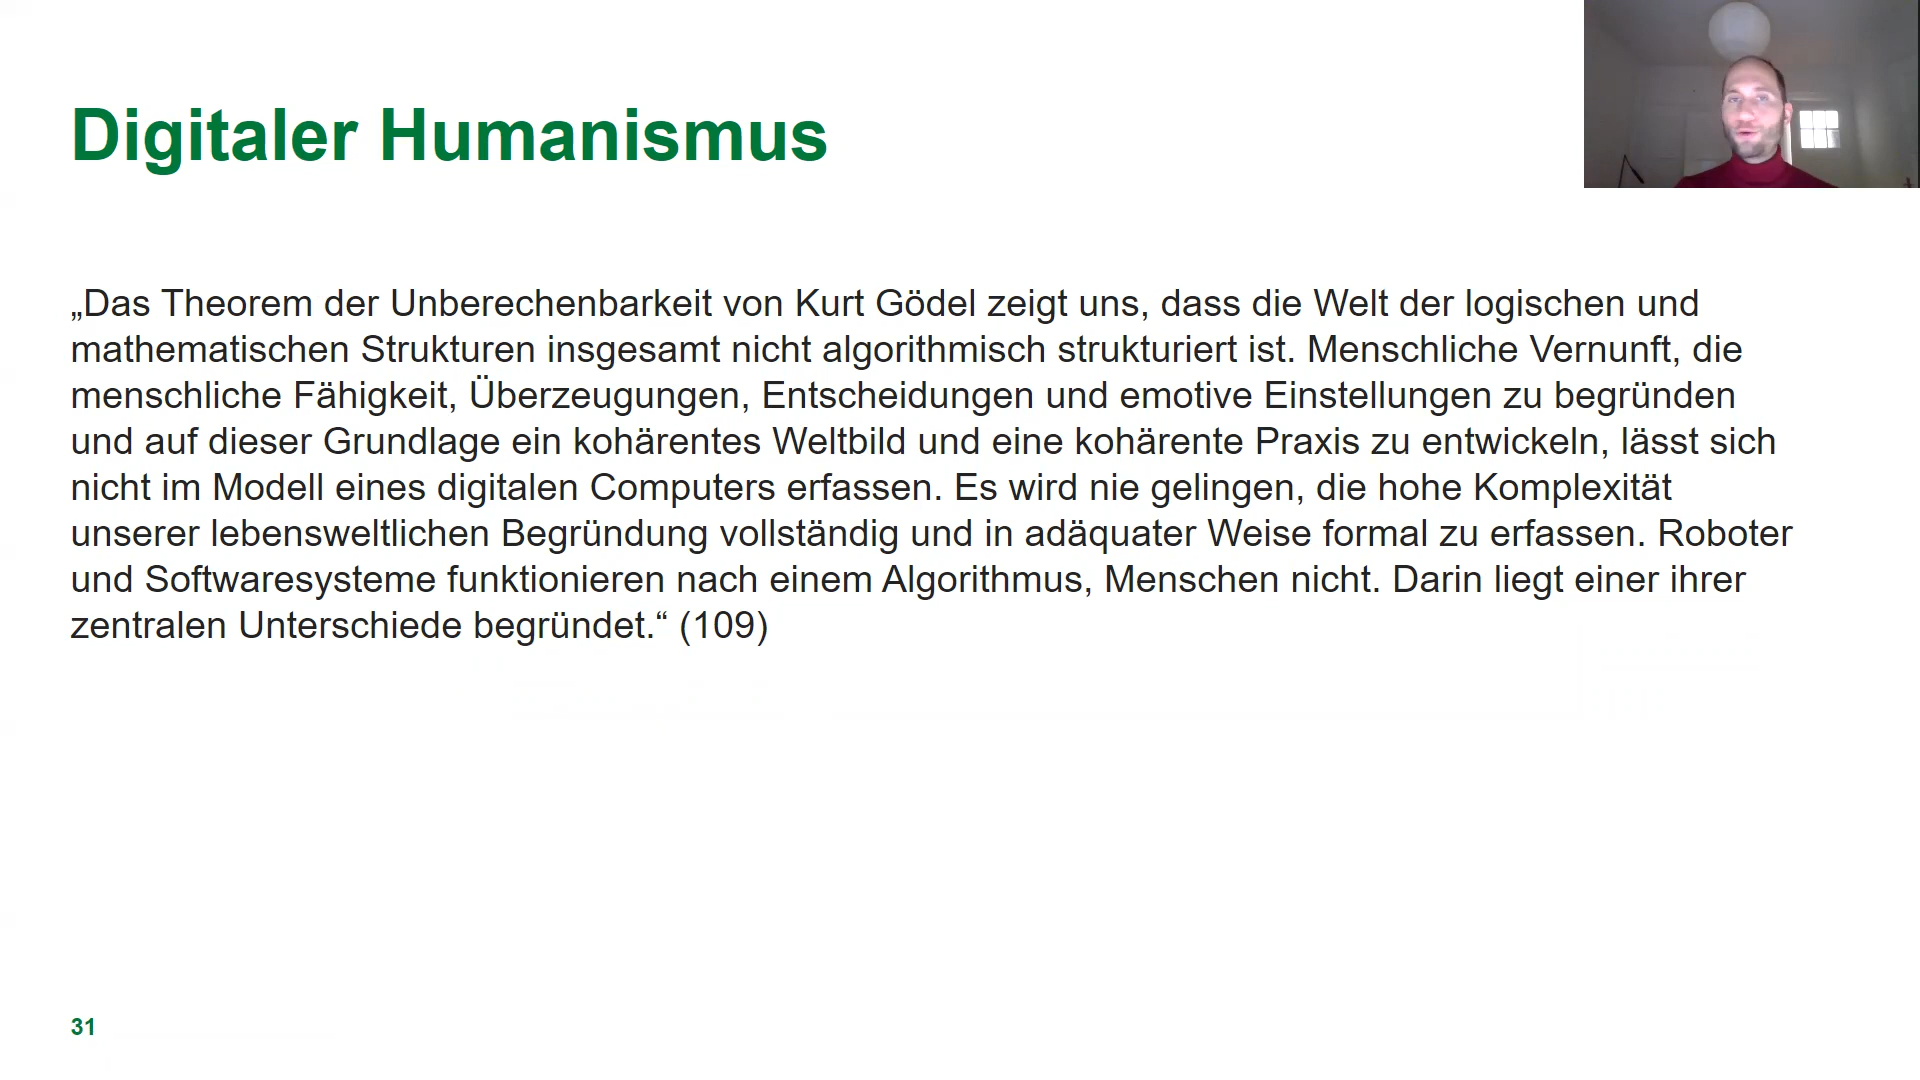 Digitaler Humanismus
„Das Theorem der Unberechenbarkeit von Kurt Gödel zeigt uns, dass die Welt der logischen und
mathematischen Strukturen insgesamt nicht algorithmisch strukturiert ist. Menschliche Vernunft, die
menschliche Fähigkeit, Überzeugungen, Entscheidungen und emotive Einstellungen zu begründen
und auf dieser Grundlage ein kohärentes Weltbild und eine kohärente Praxis zu entwickeln, lässt sich
nicht im Modell eines digitalen Computers erfassen. Es wird nie gelingen, die hohe Komplexität
unserer lebensweltlichen Begründung vollständig und in adäquater Weise formal zu erfassen. Roboter
und Softwaresysteme funktionieren nach einem Algorithmus, Menschen nicht. Darin liegt einer ihrer
zentralen Unterschiede begründet.“ (109)
31